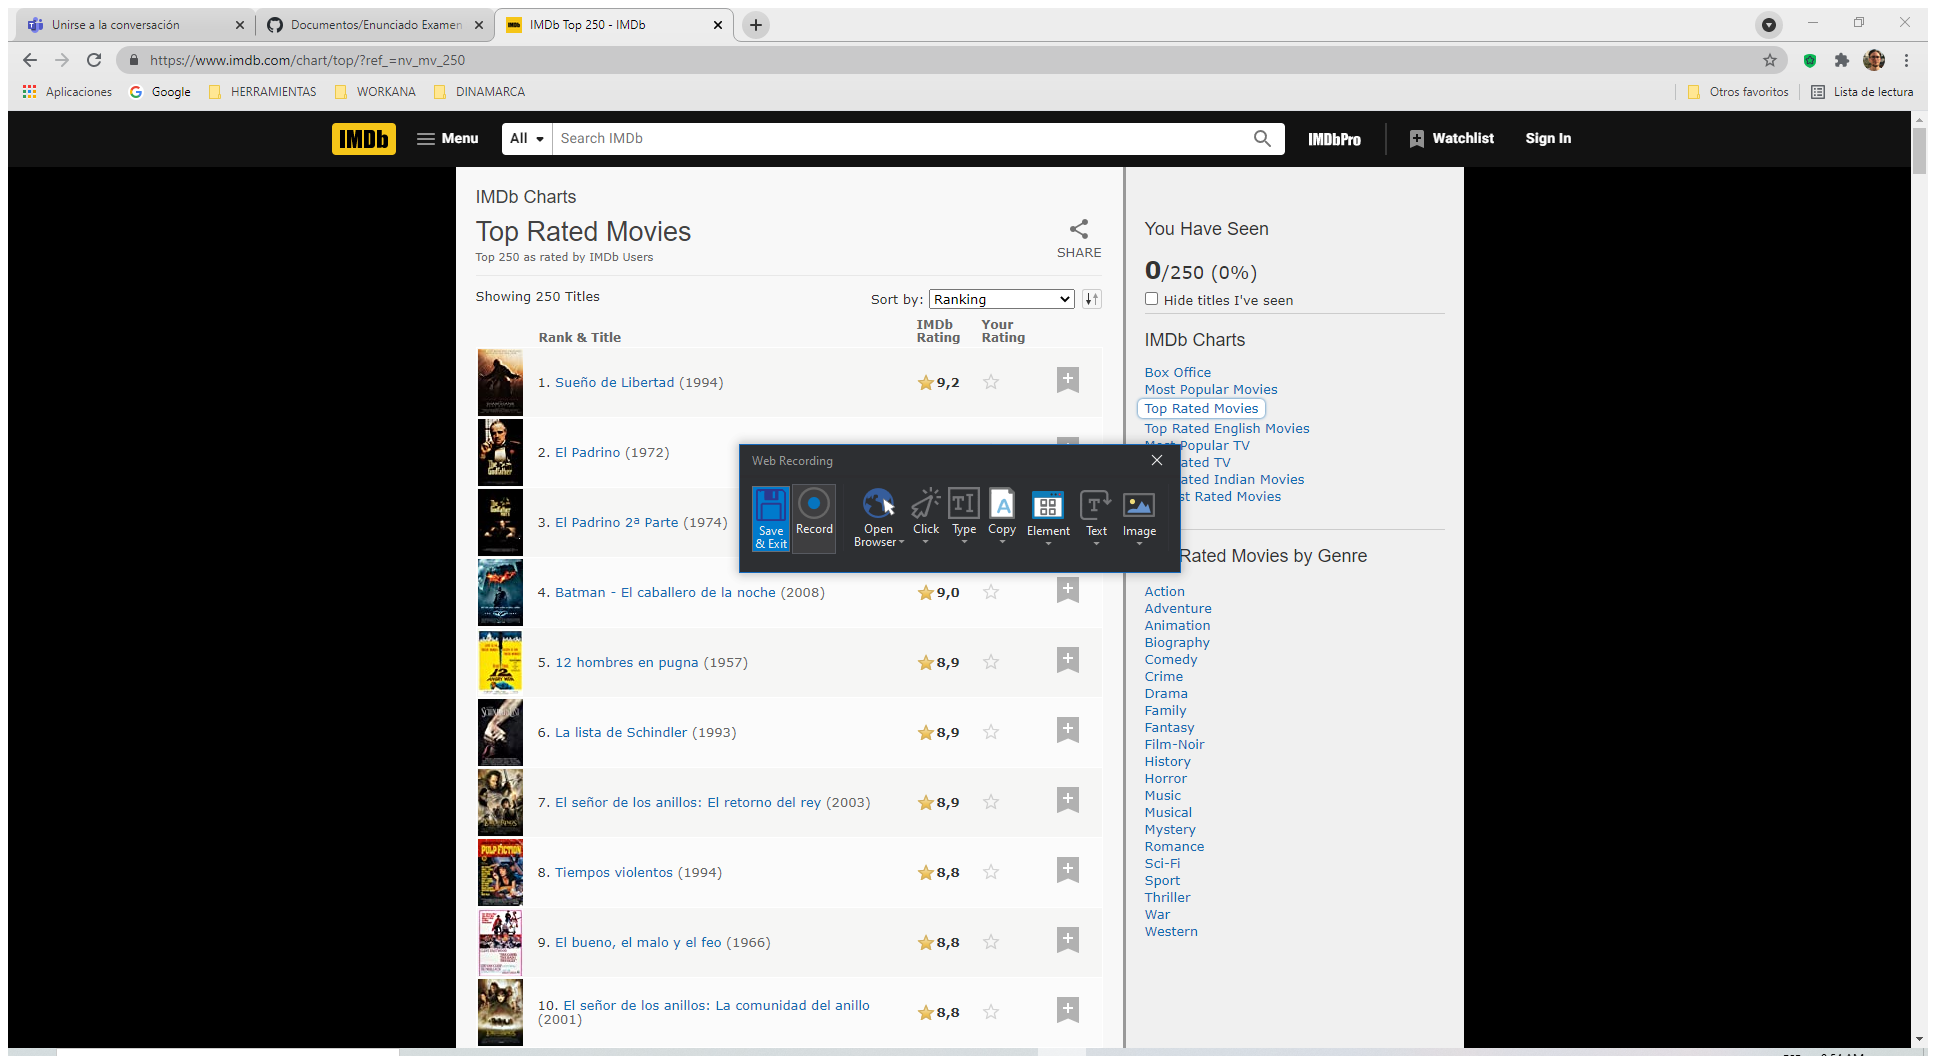 Unirse a la conversación
Documentos/Enunciado Examen
IMDb Top 250 - IMDb
https://www.imdb.com/chart/top/?ref_=nv_mv_250
Aplicaciones
Google
HERRAMIENTAS
WORKANA
DINAMARCA
Otros favoritos
Lista de lectura
IMDb
Menu
All
Search IMDb
IMDbPro
Watchlist
Sign In
IMDb Charts
Top Rated Movies
Top 250 as rated by IMDb Users
SHARE
Showing 250 Titles
Sort by:
Ranking
Rank & Title
IMDb
Rating
Your
Rating
1. Sueño de Libertad (1994)
9,2
2. El Padrino (1972)
3. El Padrino 2ª Parte (1974)
4. Batman - El caballero de la noche (2008)
9,0
5. 12 hombres en pugna (1957)
8,9
6. La lista de Schindler (1993)
8,9
7. El señor de los anillos: El retorno del rey (2003)
8,9
8. Tiempos violentos (1994)
8,8
9. El bueno, el malo y el feo (1966)
8,8
10. El señor de los anillos: La comunidad del anillo
(2001)
8,8
Web Recording
Save
& Exit
Record
Open
Browser
Click
Type
Copy
Element
Text
Image
You Have Seen
0/250 (0%)
Hide titles I've seen
IMDb Charts
Box Office
Most Popular Movies
Top Rated Movies
Top Rated English Movies
Popular TV
TV
Indian Movies
Rated Movies
Rated Movies by Genre
Action
Adventure
Animation
Biography
Comedy
Crime
Drama
Family
Fantasy
Film-Noir
History
Horror
Music
Musical
Mystery
Romance
Sci-Fi
Sport
Thriller
War
Western
PULP FICTION